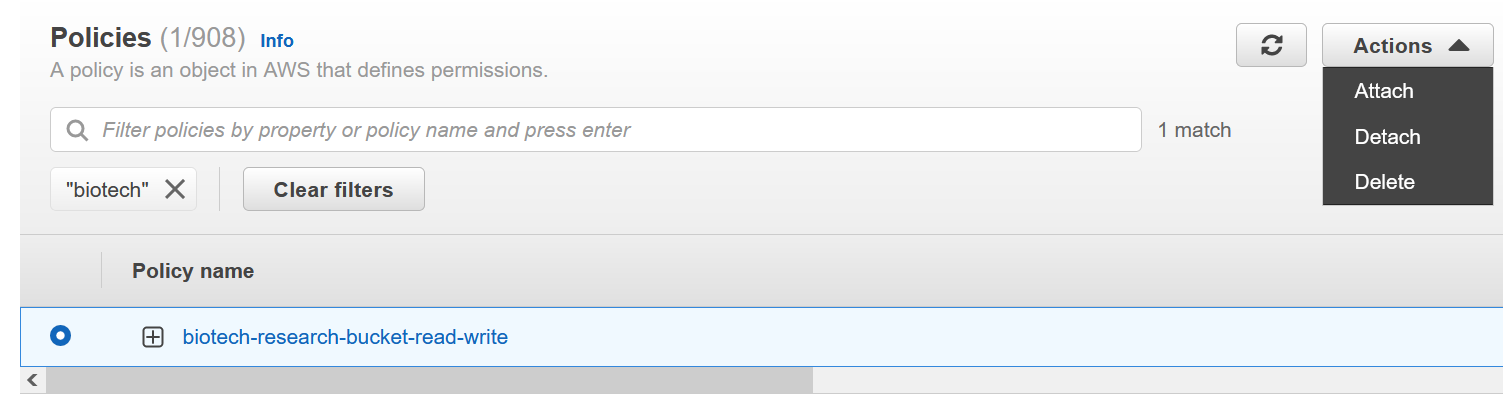 Policies (1/908) Info
A policy is an object in AWS that defines permissions.
Actions
Attach
Detach
Delete
Filter policies by property or policy name and press enter
1 match
"biotech"
Clear filters
Policy name
biotech-research-bucket-read-write